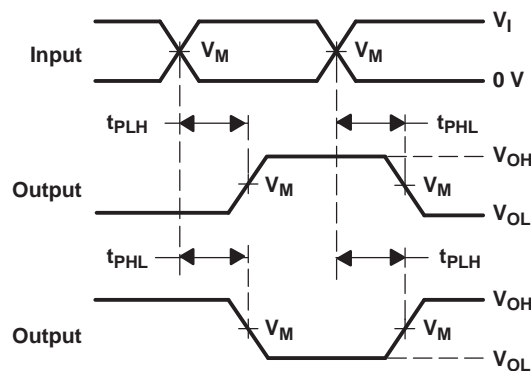 V_I
Input V_M V_M
0 V
t_PLH t_PHL
V_OH
Output V_M V_M
V_OL
t_PHL t_PLH
V_OH
Output V_M V_M
V_OL